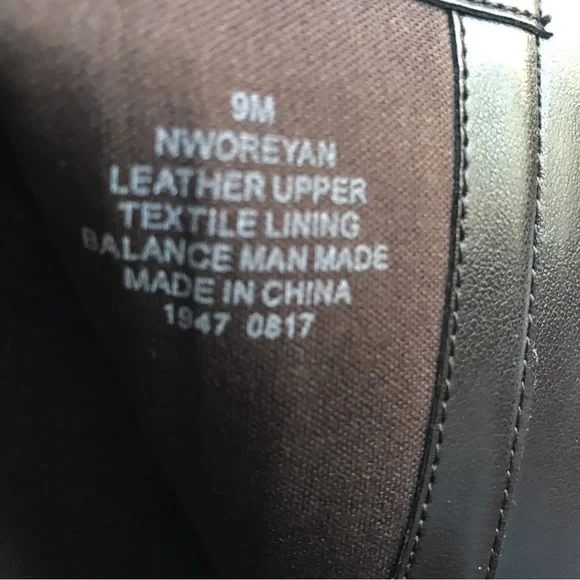 9M
NWOREYAN
LEATHER UPPER
TEXTILE LINING
BALANCE MAN MADE
MADE IN CHINA
1947 0817